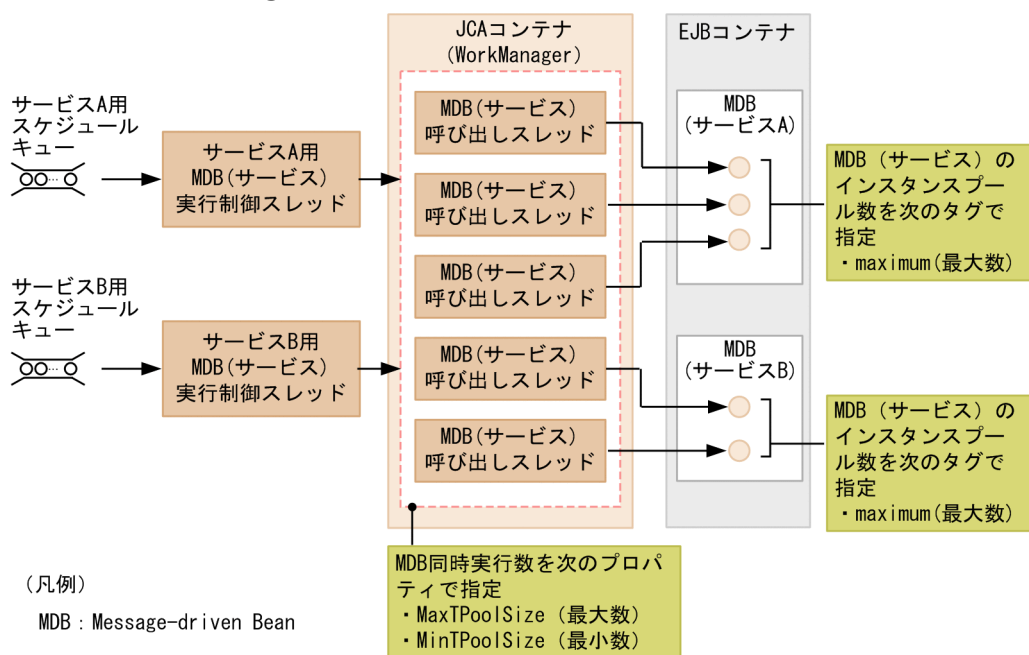 JCAコンテナ
(WorkManager)
EJBコンテナ
サービスA用
スケジュール
キュー
サービスA用
MDB(サービス)
実行制御スレッド
MDB(サービス)
呼び出しスレッド
MDB(サービス)
呼び出しスレッド
MDB(サービス)
呼び出しスレッド
MDB
(サービスA)
MDB（サービス）の
インスタンスプー
ル数を次のタグで
指定
・maximum(最大数)
サービスB用
スケジュール
キュー
サービスB用
MDB(サービス)
実行制御スレッド
MDB(サービス)
呼び出しスレッド
MDB(サービス)
呼び出しスレッド
MDB
(サービスB)
MDB（サービス）の
インスタンスプー
ル数を次のタグで
指定
・maximum(最大数)
MDB同時実行数を次のプロパ
ティで指定
・MaxTPoolSize（最大数）
・MinTPoolSize（最小数）
（凡例）
MDB：Message-driven Bean